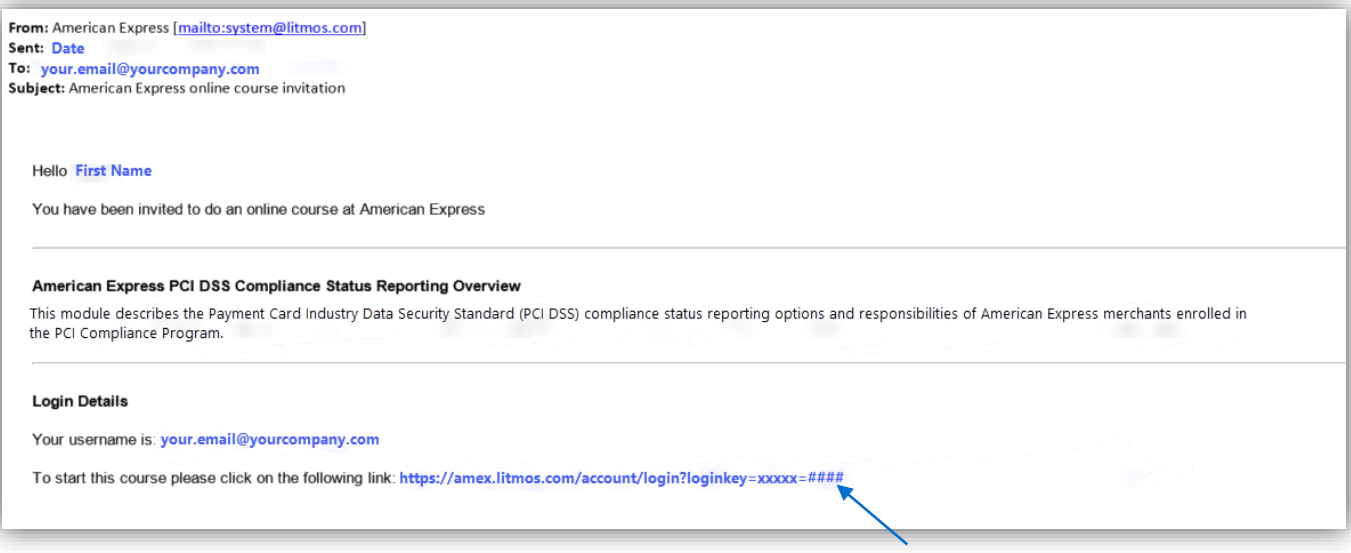 From: American Express [mailto:system@litmos.com]
Sent: Date
To: your.email@yourcompany.com
Subject: American Express online course invitation
Hello First Name
You have been invited to do an online course at American Express
American Express PCI DSS Compliance Status Reporting Overview
This module describes the Payment Card Industry Data Security Standard (PCI DSS) compliance status reporting options and responsibilities of American Express merchants enrolled in
the PCI Compliance Program.
Login Details
Your username is: your.email@yourcompany.com
To start this course please click on the following link: https://amex.litmos.com/account/login?loginkey=xxxxx=####